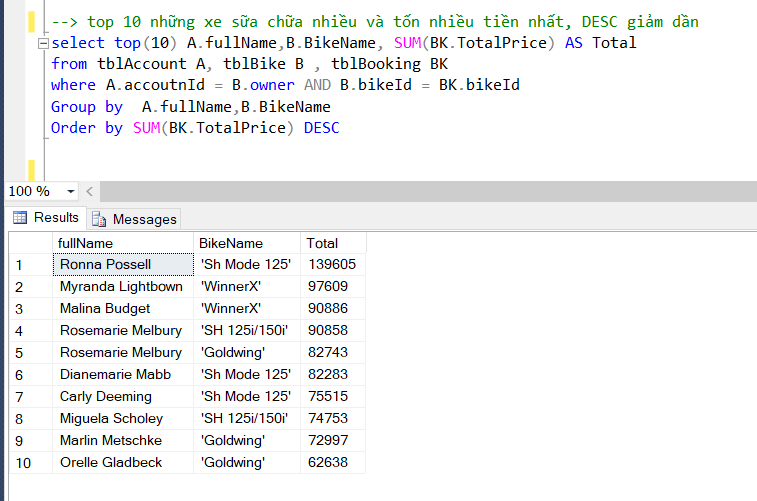 --> top 10 những xe sữa chữa nhiều và tốn nhiều tiền nhất, DESC giảm dần
select top(10) A.fullName,B.BikeName, SUM(BK.TotalPrice) AS Total
from tblAccount A, tblBike B , tblBooking BK
where A.accoutnId = B.owner AND B.bikeId = BK.bikeId
Group by  A.fullName,B.BikeName
Order by SUM(BK.TotalPrice) DESC
100 %
Results Messages
fullName BikeName Total
1 Ronna Possell 'Sh Mode 125' 139605
2 Myranda Lightbown 'WinnerX' 97609
3 Malina Budget 'WinnerX' 90886
4 Rosemarie Melbury 'SH 125i/150i' 90858
5 Rosemarie Melbury 'Goldwing' 82743
6 Dianemarie Mabb 'Sh Mode 125' 82283
7 Carly Deeming 'Sh Mode 125' 75515
8 Miguela Scholey 'SH 125i/150i' 74753
9 Marlin Metschke 'Goldwing' 72997
10 Orelle Gladbeck 'Goldwing' 62638